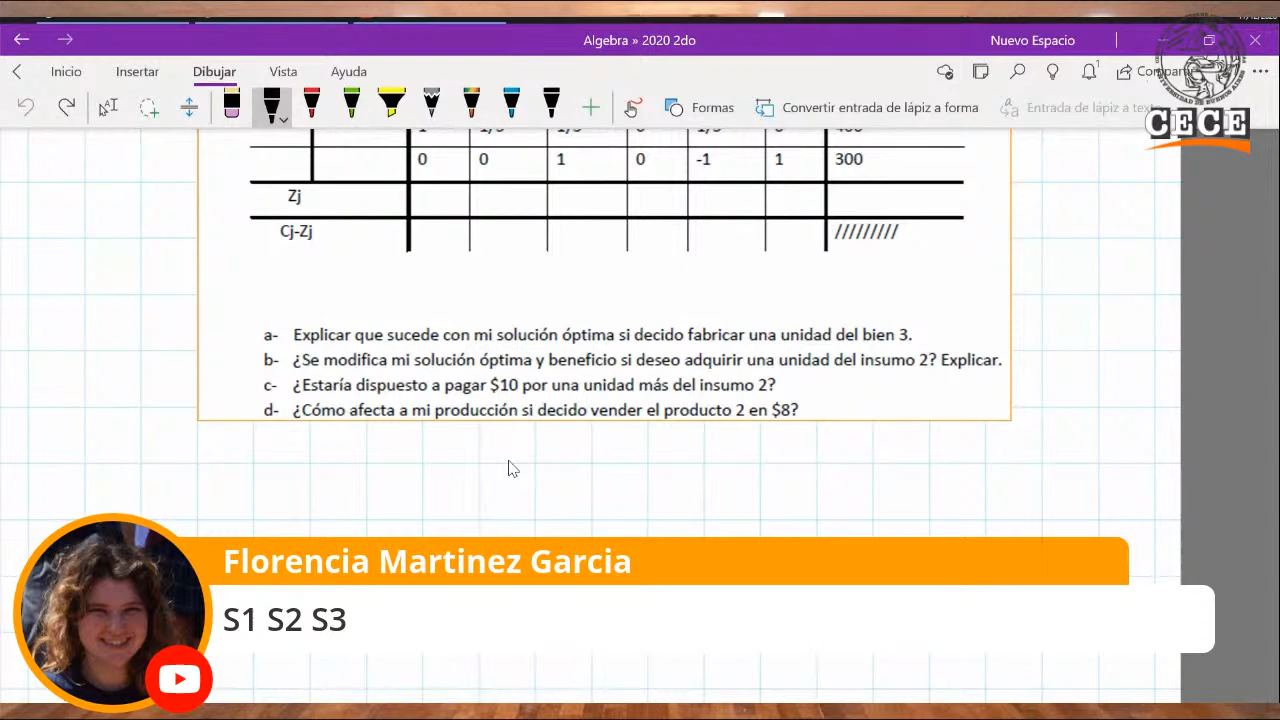 Algebra » 2020 2do
Nuevo Espacio
Inicio Insertar Dibujar Vista Ayuda
Formas
Convertir entrada de lápiz a forma
Entrada de lápiz a texto
CECE
0 0 1 0 -1 1 300
Zj
Cj-Zj /////////
a- Explicar que sucede con mi solución óptima si decido fabricar una unidad del bien 3.
b- ¿Se modifica mi solución óptima y beneficio si deseo adquirir una unidad del insumo 2? Explicar.
c- ¿Estaría dispuesto a pagar $10 por una unidad más del insumo 2?
d- ¿Cómo afecta a mi producción si decido vender el producto 2 en $8?
Florencia Martinez Garcia
S1 S2 S3